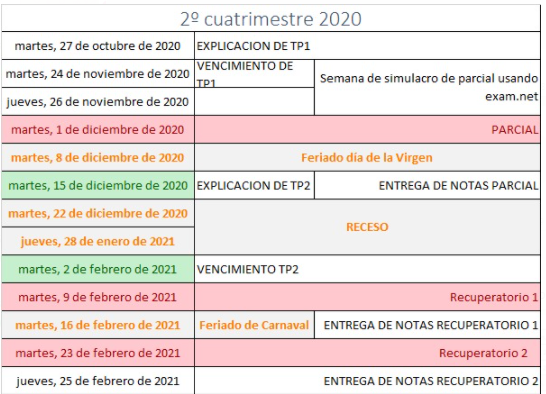 2º cuatrimestre 2020
martes, 27 de octubre de 2020 EXPLICACION DE TP1
martes, 24 de noviembre de 2020 VENCIMIENTO DE TP1
Semana de simulacro de parcial usando
exam.net
jueves, 26 de noviembre de 2020
martes, 1 de diciembre de 2020 PARCIAL
martes, 8 de diciembre de 2020 Feriado día de la Virgen
martes, 15 de diciembre de 2020 EXPLICACION DE TP2 ENTREGA DE NOTAS PARCIAL
martes, 22 de diciembre de 2020
RECESO
jueves, 28 de enero de 2021
martes, 2 de febrero de 2021 VENCIMIENTO TP2
martes, 9 de febrero de 2021 Recuperatorio 1
martes, 16 de febrero de 2021 Feriado de Carnaval ENTREGA DE NOTAS RECUPERATORIO 1
martes, 23 de febrero de 2021 Recuperatorio 2
jueves, 25 de febrero de 2021 ENTREGA DE NOTAS RECUPERATORIO 2